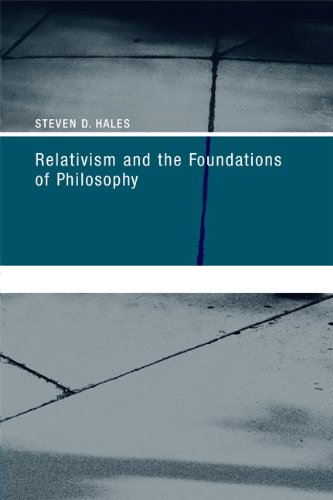 STEVEN D. HALES
Relativism and the Foundations
of Philosophy